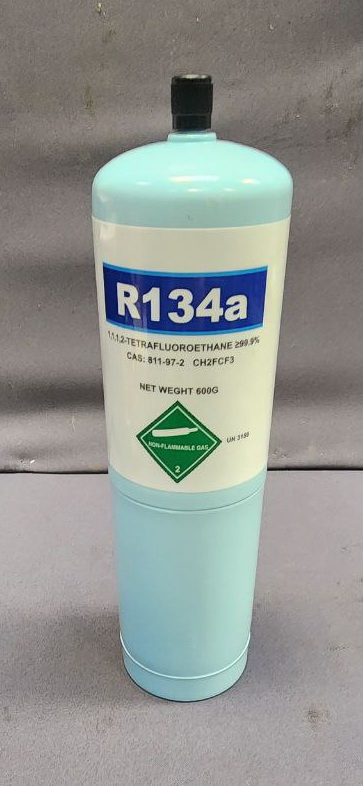 R134a
1,1,1,2-TETRAFLUOROETHANE ≥99.9%
CAS: 811-97-2 CH2FCF3
NET WEGHT 600G
NON-FLAMMABLE GAS
UN 3159
2